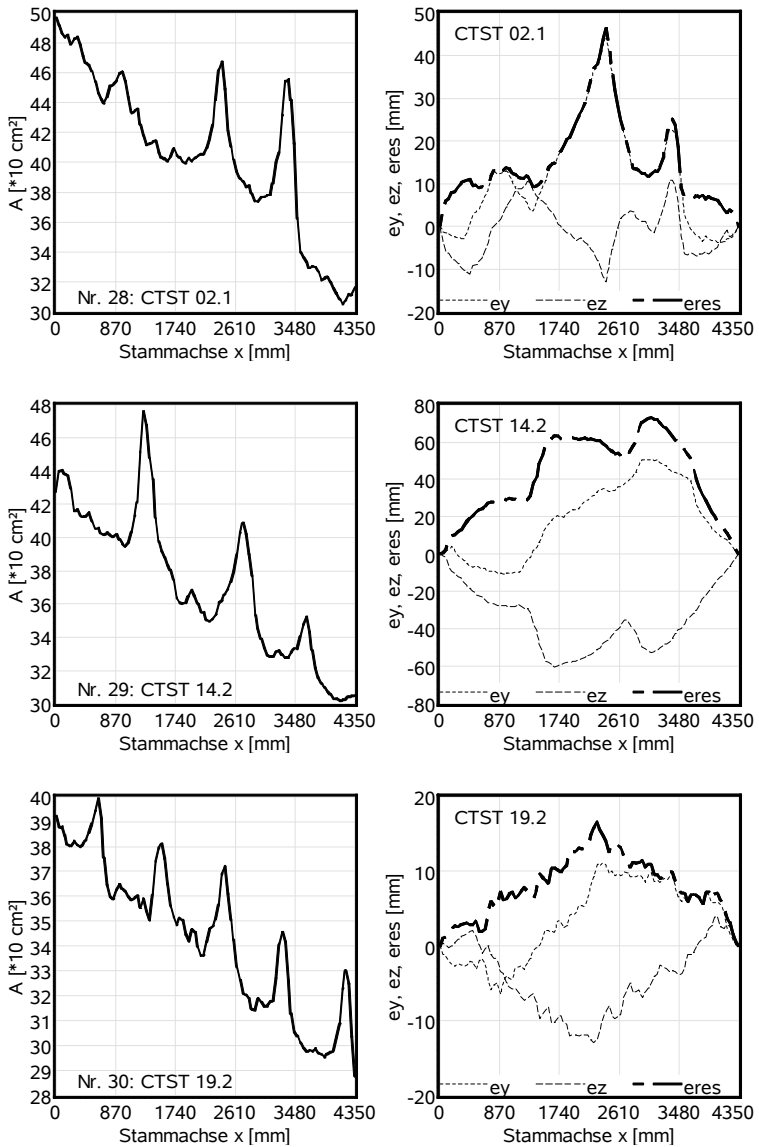 50
48
46
44
42
40
38
36
34
32
30
A [*10 cm²]
Nr. 28: CTST 02.1
0 870 1740 2610 3480 4350
Stammachse x [mm]
50
40
30
20
10
0
-10
-20
ey, ez, eres [mm]
CTST 02.1
ey ez eres
0 870 1740 2610 3480 4350
Stammachse x [mm]
48
46
44
42
40
38
36
34
32
30
A [*10 cm²]
Nr. 29: CTST 14.2
0 870 1740 2610 3480 4350
Stammachse x [mm]
80
60
40
20
0
-20
-40
-60
-80
ey, ez, eres [mm]
CTST 14.2
ey ez eres
0 870 1740 2610 3480 4350
Stammachse x [mm]
40
39
38
37
36
35
34
33
32
31
30
29
28
A [*10 cm²]
Nr. 30: CTST 19.2
0 870 1740 2610 3480 4350
Stammachse x [mm]
20
10
0
-10
-20
ey, ez, eres [mm]
CTST 19.2
ey ez eres
0 870 1740 2610 3480 4350
Stammachse x [mm]